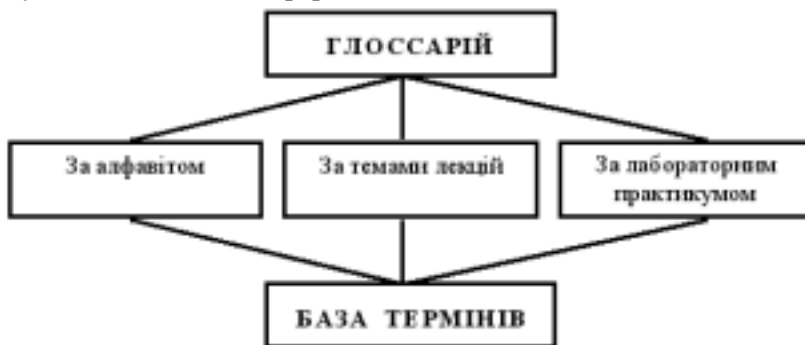 ГЛОССАРІЙ
За алфавітом
За темами лекцій
За лабораторним
практикумом
БАЗА ТЕРМІНІВ